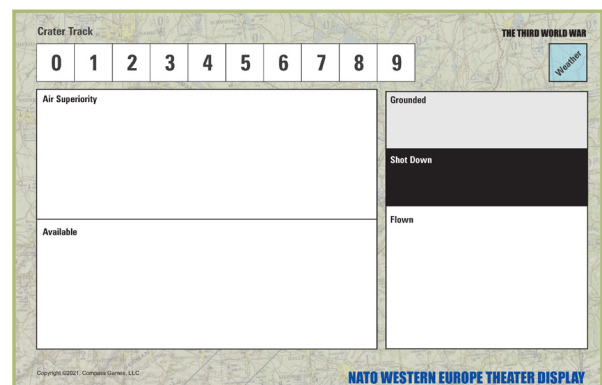 Crater Track
THE THIRD WORLD WAR
0 1 2 3 4 5 6 7 8 9
Weather
Air Superiority
Grounded
Shot Down
Available
Flown
Copyright ©2021, Compass Games, LLC
NATO WESTERN EUROPE THEATER DISPLAY